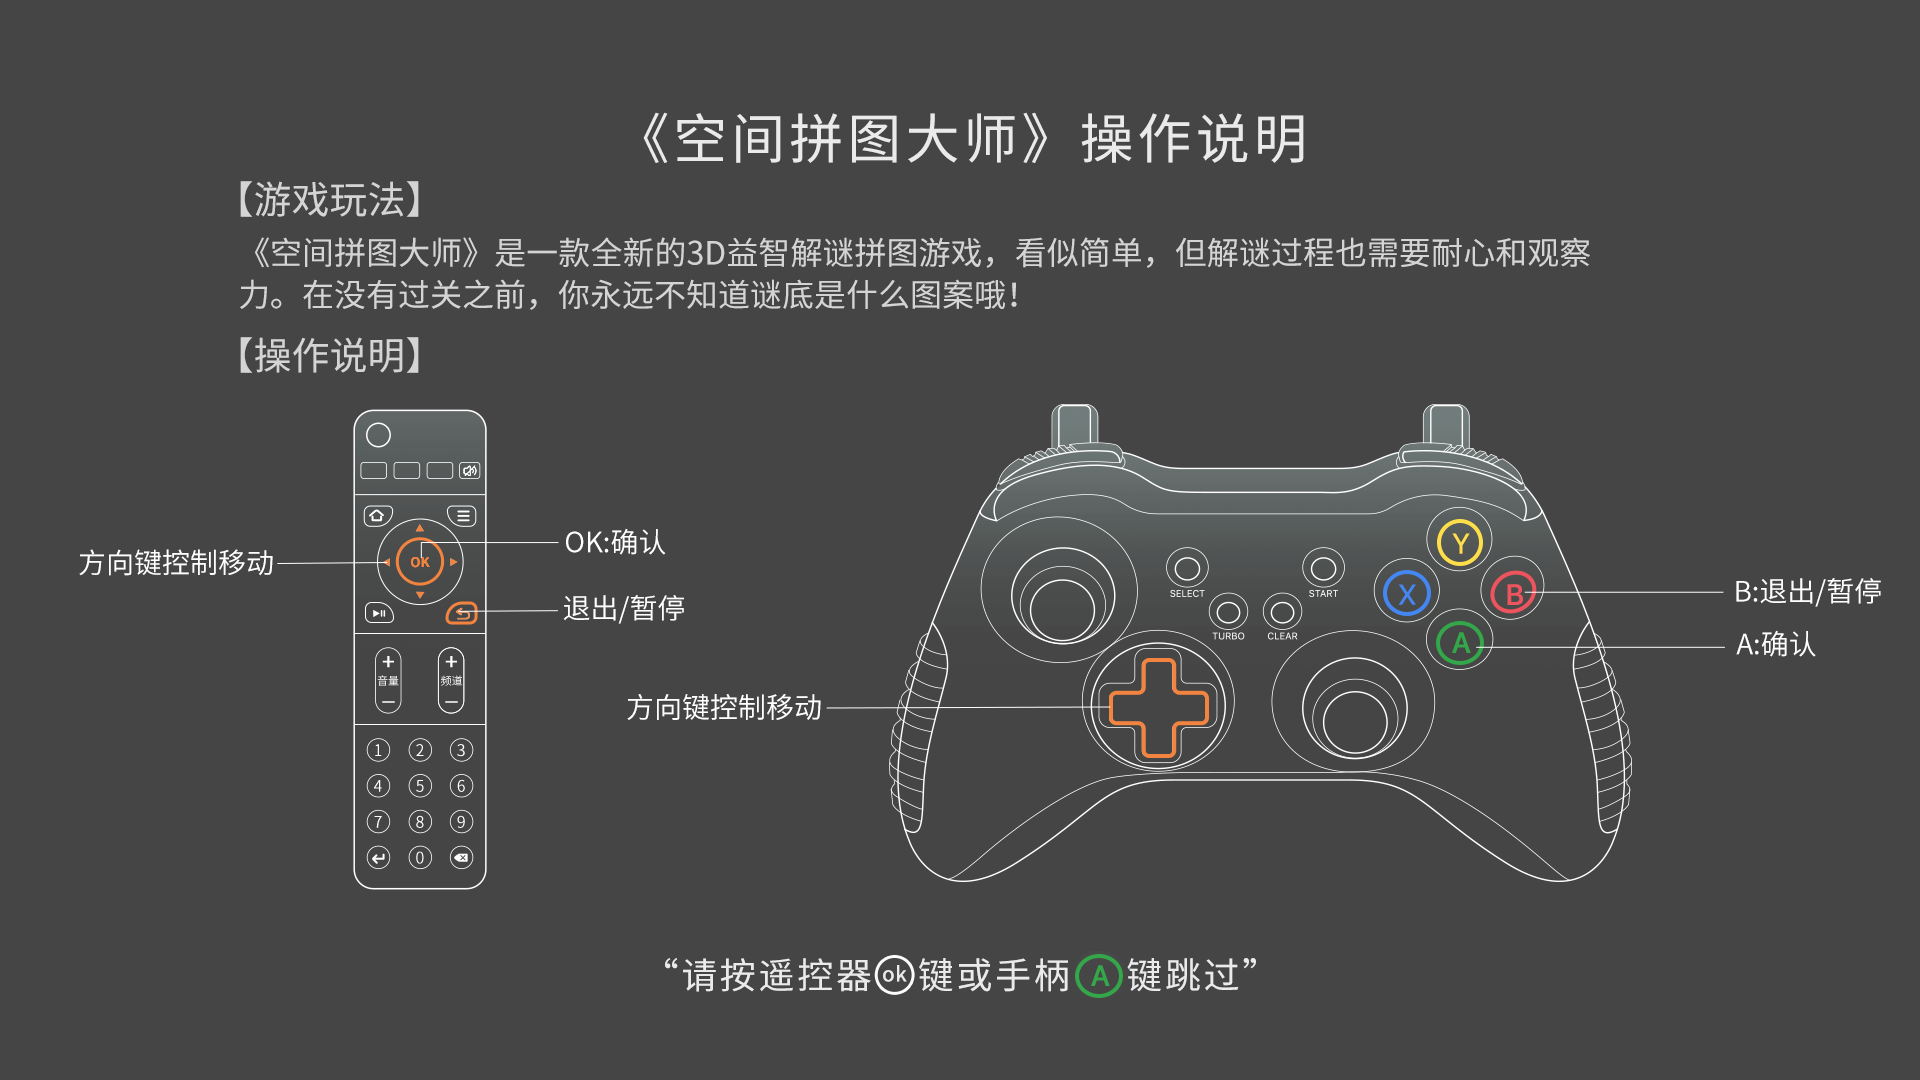 《空间拼图大师》操作说明
【游戏玩法】
《空间拼图大师》是一款全新的3D益智解谜拼图游戏，看似简单，但解谜过程也需要耐心和观察
力。在没有过关之前，你永远不知道谜底是什么图案哦！
【操作说明】
方向键控制移动
OK
OK:确认
退出/暂停
+ +
音量 频道
− −
1 2 3
4 5 6
7 8 9
0
SELECT START
TURBO CLEAR
Y
X B
A
B:退出/暂停
A:确认
方向键控制移动
“请按遥控器ok键或手柄A键跳过”